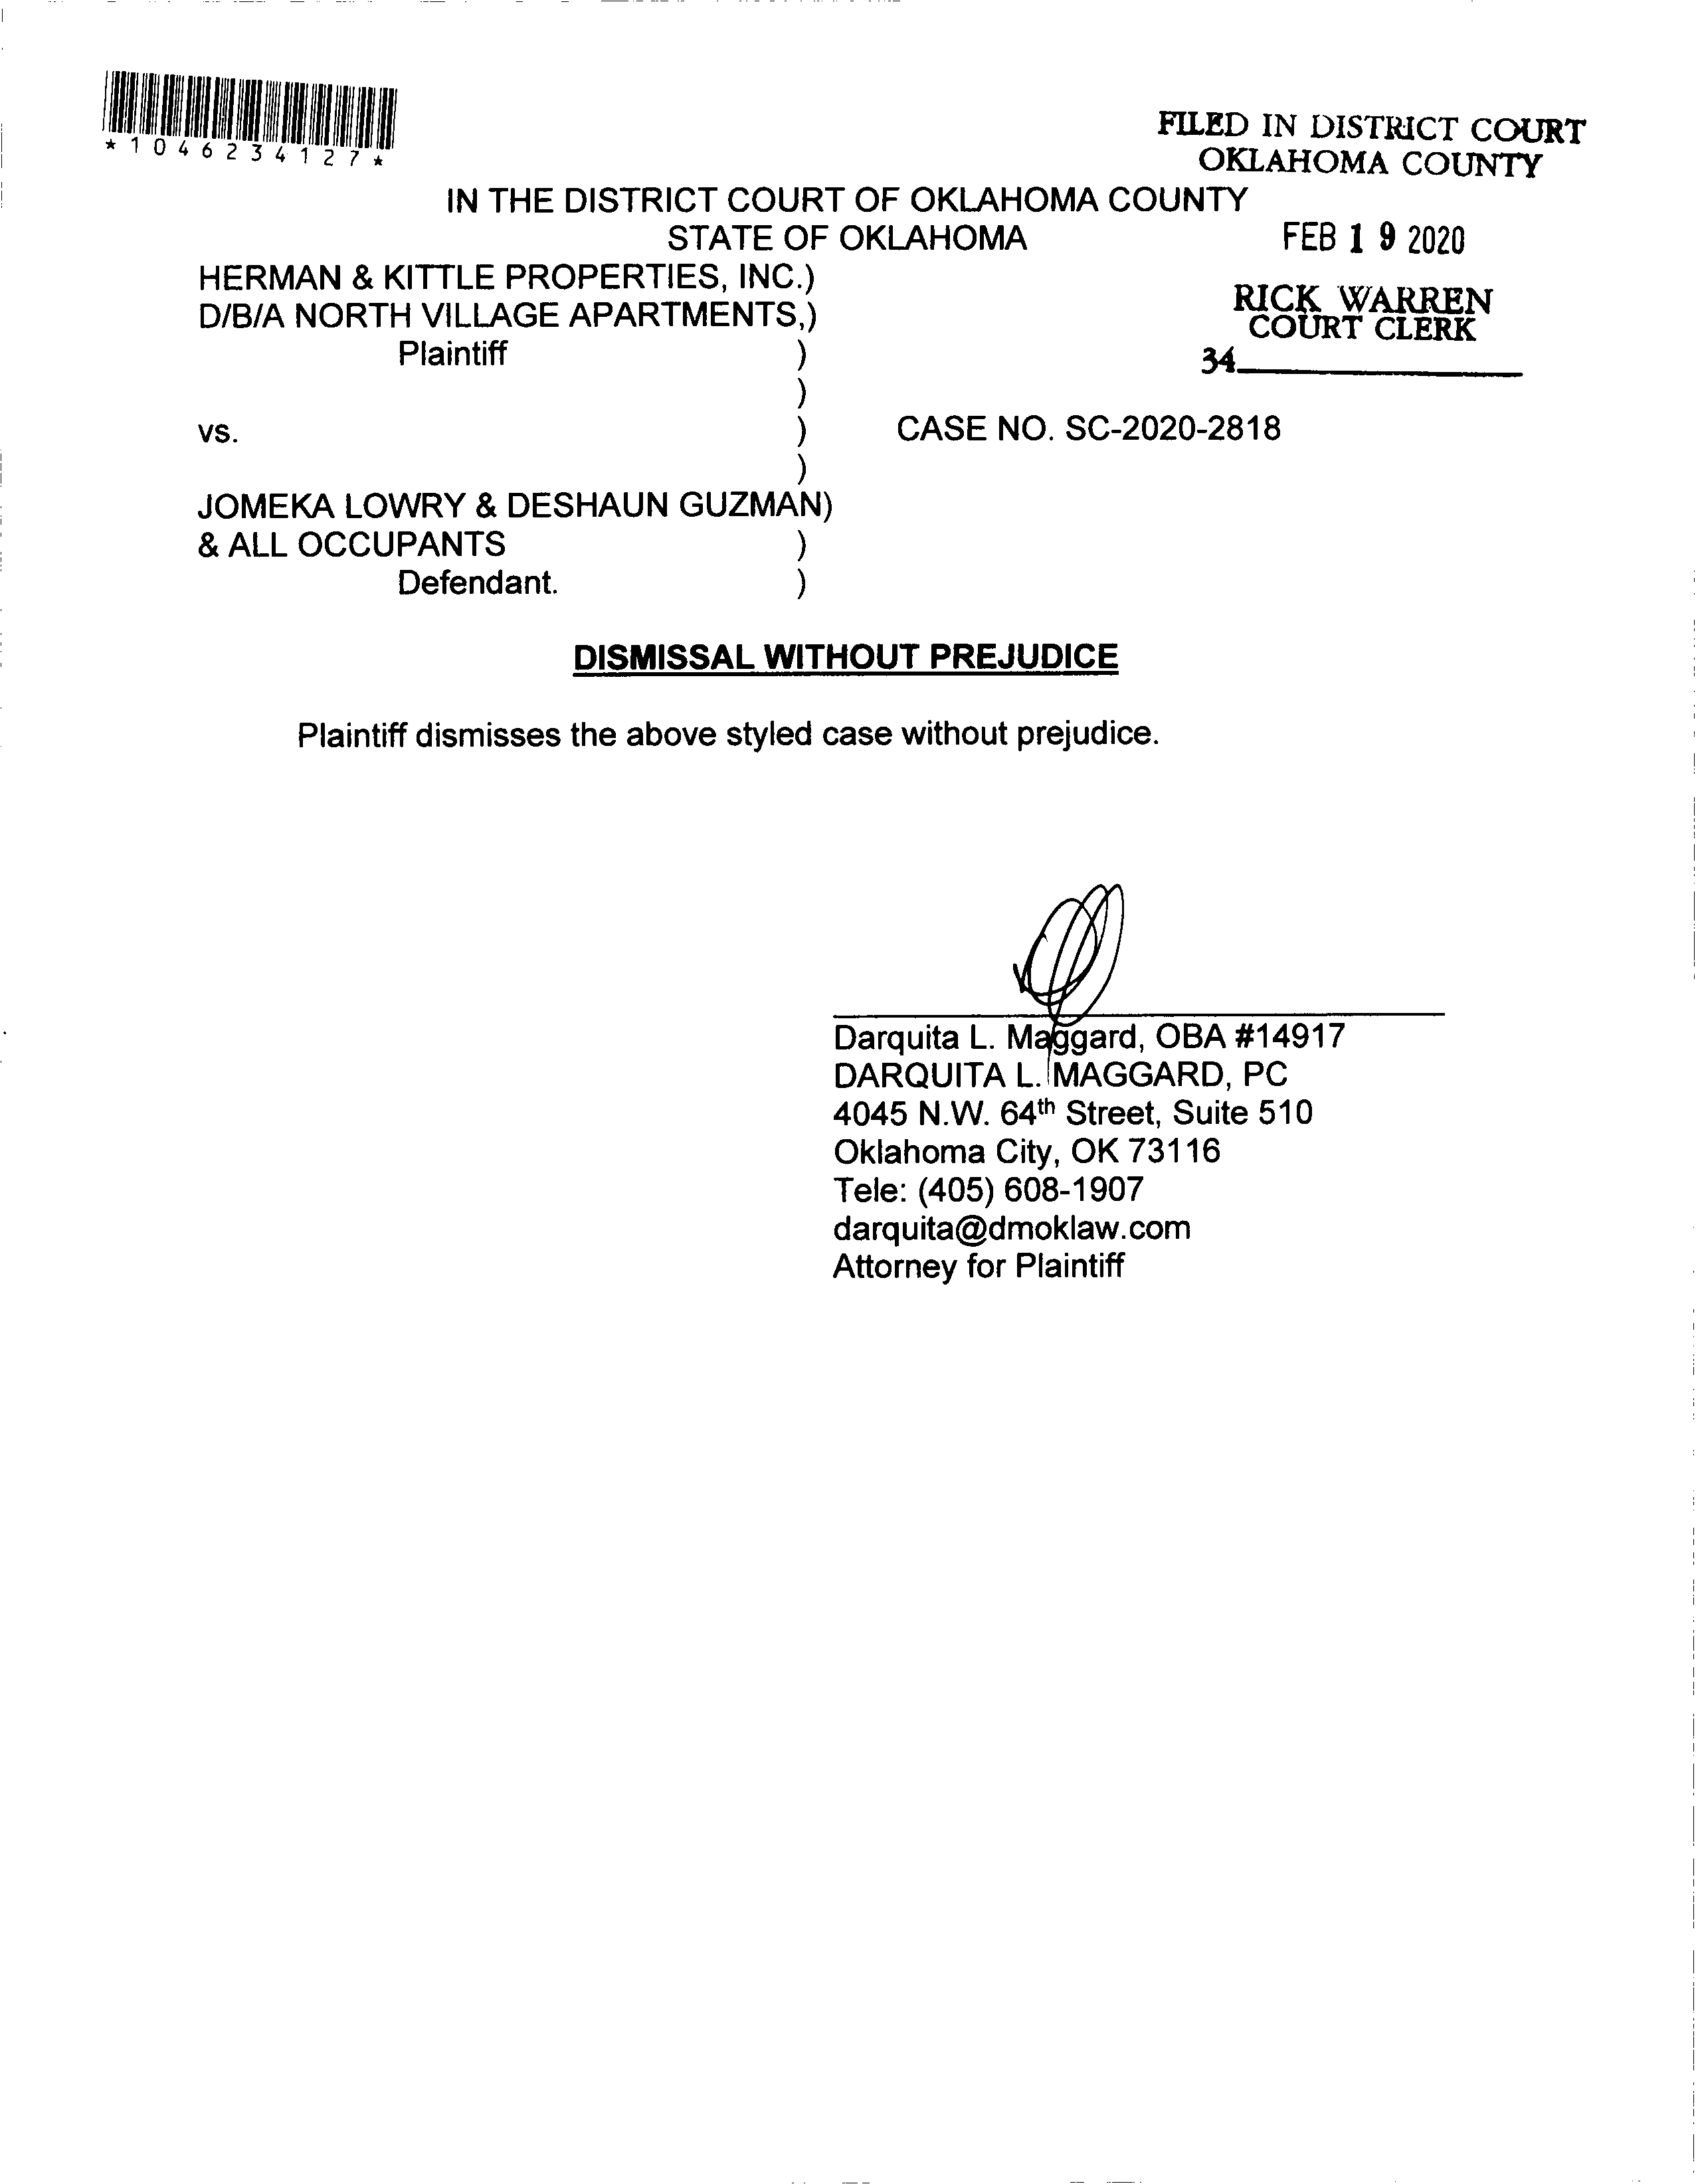 *1046234127*
FILED IN DISTRICT COURT
OKLAHOMA COUNTY
IN THE DISTRICT COURT OF OKLAHOMA COUNTY
STATE OF OKLAHOMA
FEB 19 2020
HERMAN & KITTLE PROPERTIES, INC.)
D/B/A NORTH VILLAGE APARTMENTS,)
RICK WARREN
COURT CLERK
Plaintiff )
34
)
vs. ) CASE NO. SC-2020-2818
)
JOMEKA LOWRY & DESHAUN GUZMAN)
& ALL OCCUPANTS )
Defendant. )
DISMISSAL WITHOUT PREJUDICE
Plaintiff dismisses the above styled case without prejudice.
Darquita L. Maggard, OBA #14917
DARQUITA L. MAGGARD, PC
4045 N.W. 64th Street, Suite 510
Oklahoma City, OK 73116
Tele: (405) 608-1907
darquita@dmoklaw.com
Attorney for Plaintiff